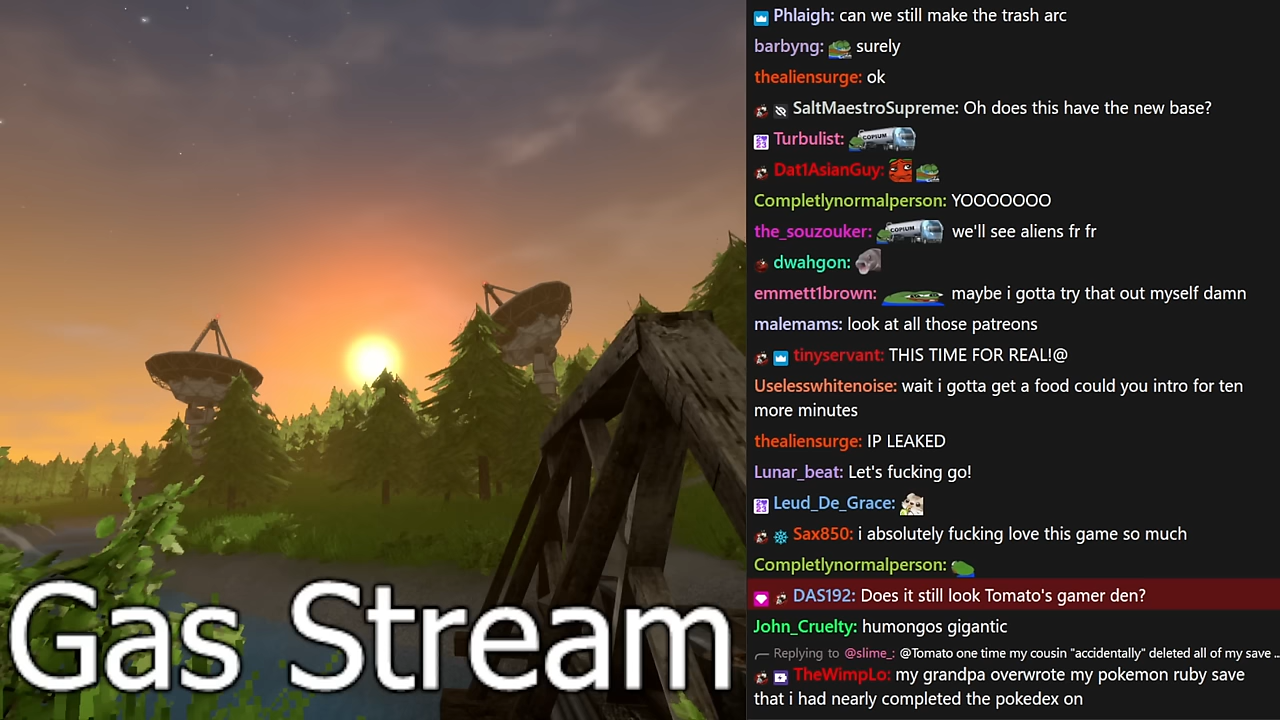 Gas Stream
Phlaigh: can we still make the trash arc
barbyng: surely
thealiensurge: ok
SaltMaestroSupreme: Oh does this have the new base?
Turbulist: COPIUM
Dat1AsianGuy:
Completlynormalperson: YOOOOOOO
the_souzouker: COPIUM we'll see aliens fr fr
dwahgon:
emmett1brown: maybe i gotta try that out myself damn
malemams: look at all those patreons
tinyservant: THIS TIME FOR REAL!@
Uselesswhitenoise: wait i gotta get a food could you intro for ten
more minutes
thealiensurge: IP LEAKED
Lunar_beat: Let's fucking go!
Leud_De_Grace:
Sax850: i absolutely fucking love this game so much
Completlynormalperson:
DAS192: Does it still look Tomato's gamer den?
John_Cruelty: humongos gigantic
Replying to @slime_: @Tomato one time my cousin "accidentally" deleted all of my save ...
TheWimpLo: my grandpa overwrote my pokemon ruby save
that i had nearly completed the pokedex on